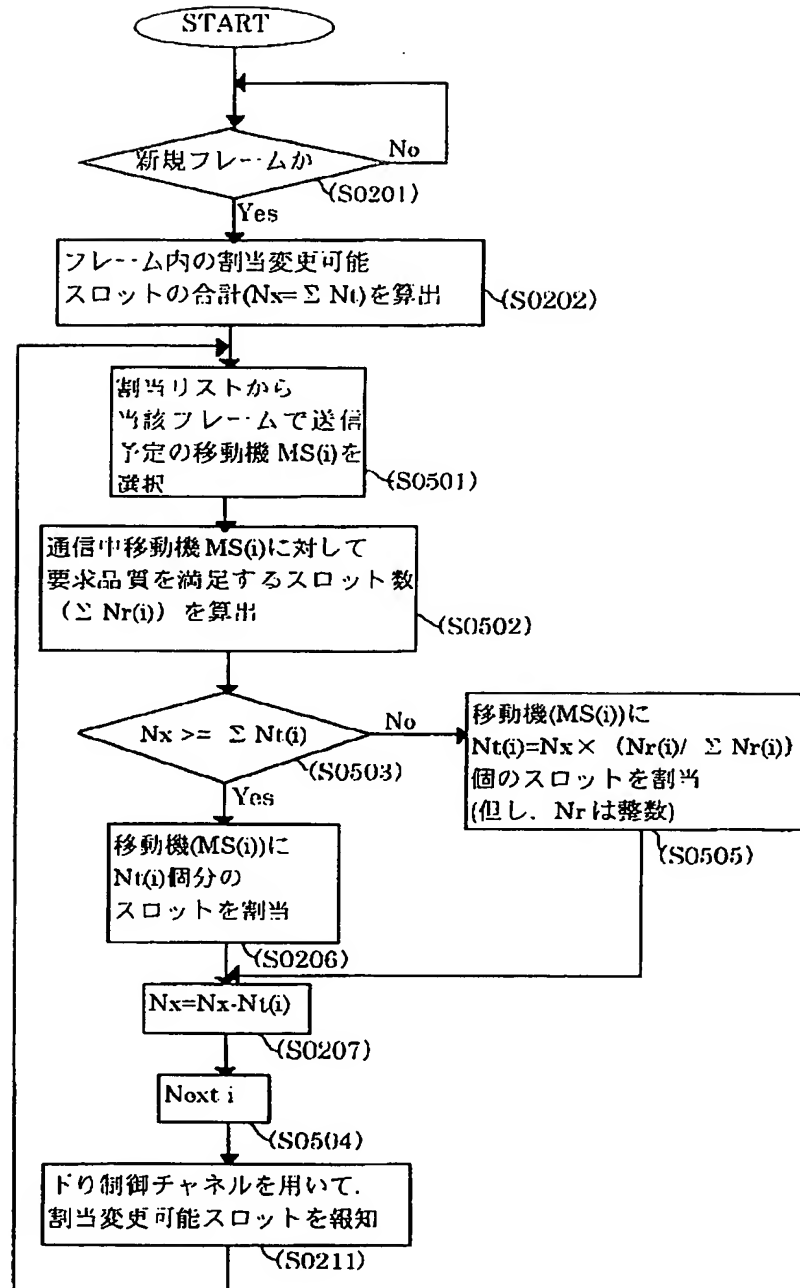 START
新規フレームか
No
(S0201)
Yes
フレーム内の割当変更可能
スロットの合計(Nx=Σ Nt)を算出
(S0202)
割当リストから
当該フレームで送信
予定の移動機 MS(i)を
選択
(S0501)
通信中移動機 MS(i)に対して
要求品質を満足するスロット数
(Σ Nr(i)) を算出
(S0502)
Nx >= Σ Nt(i)
No
(S0503)
Yes
移動機(MS(i))に
Nt(i)=Nx× (Nr(i)/ Σ Nr(i))
個のスロットを割当
(但し, Nr は整数)
(S0505)
移動機(MS(i))に
Nt(i)個分の
スロットを割当
(S0206)
Nx=Nx-Nt(i)
(S0207)
Next i
(S0504)
下り制御チャネルを用いて,
割当変更可能スロットを報知
(S0211)